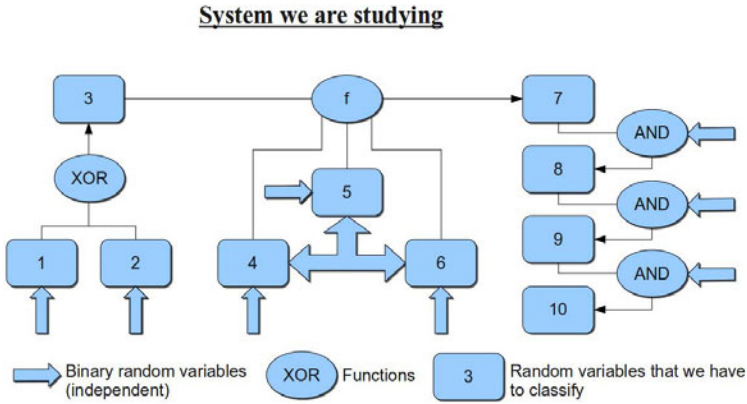 System we are studying
3
f
7
AND
XOR
8
5
AND
9
1
2
4
6
AND
10
Binary random variables
(independent)
XOR
Functions
3
Random variables that we have
to classify